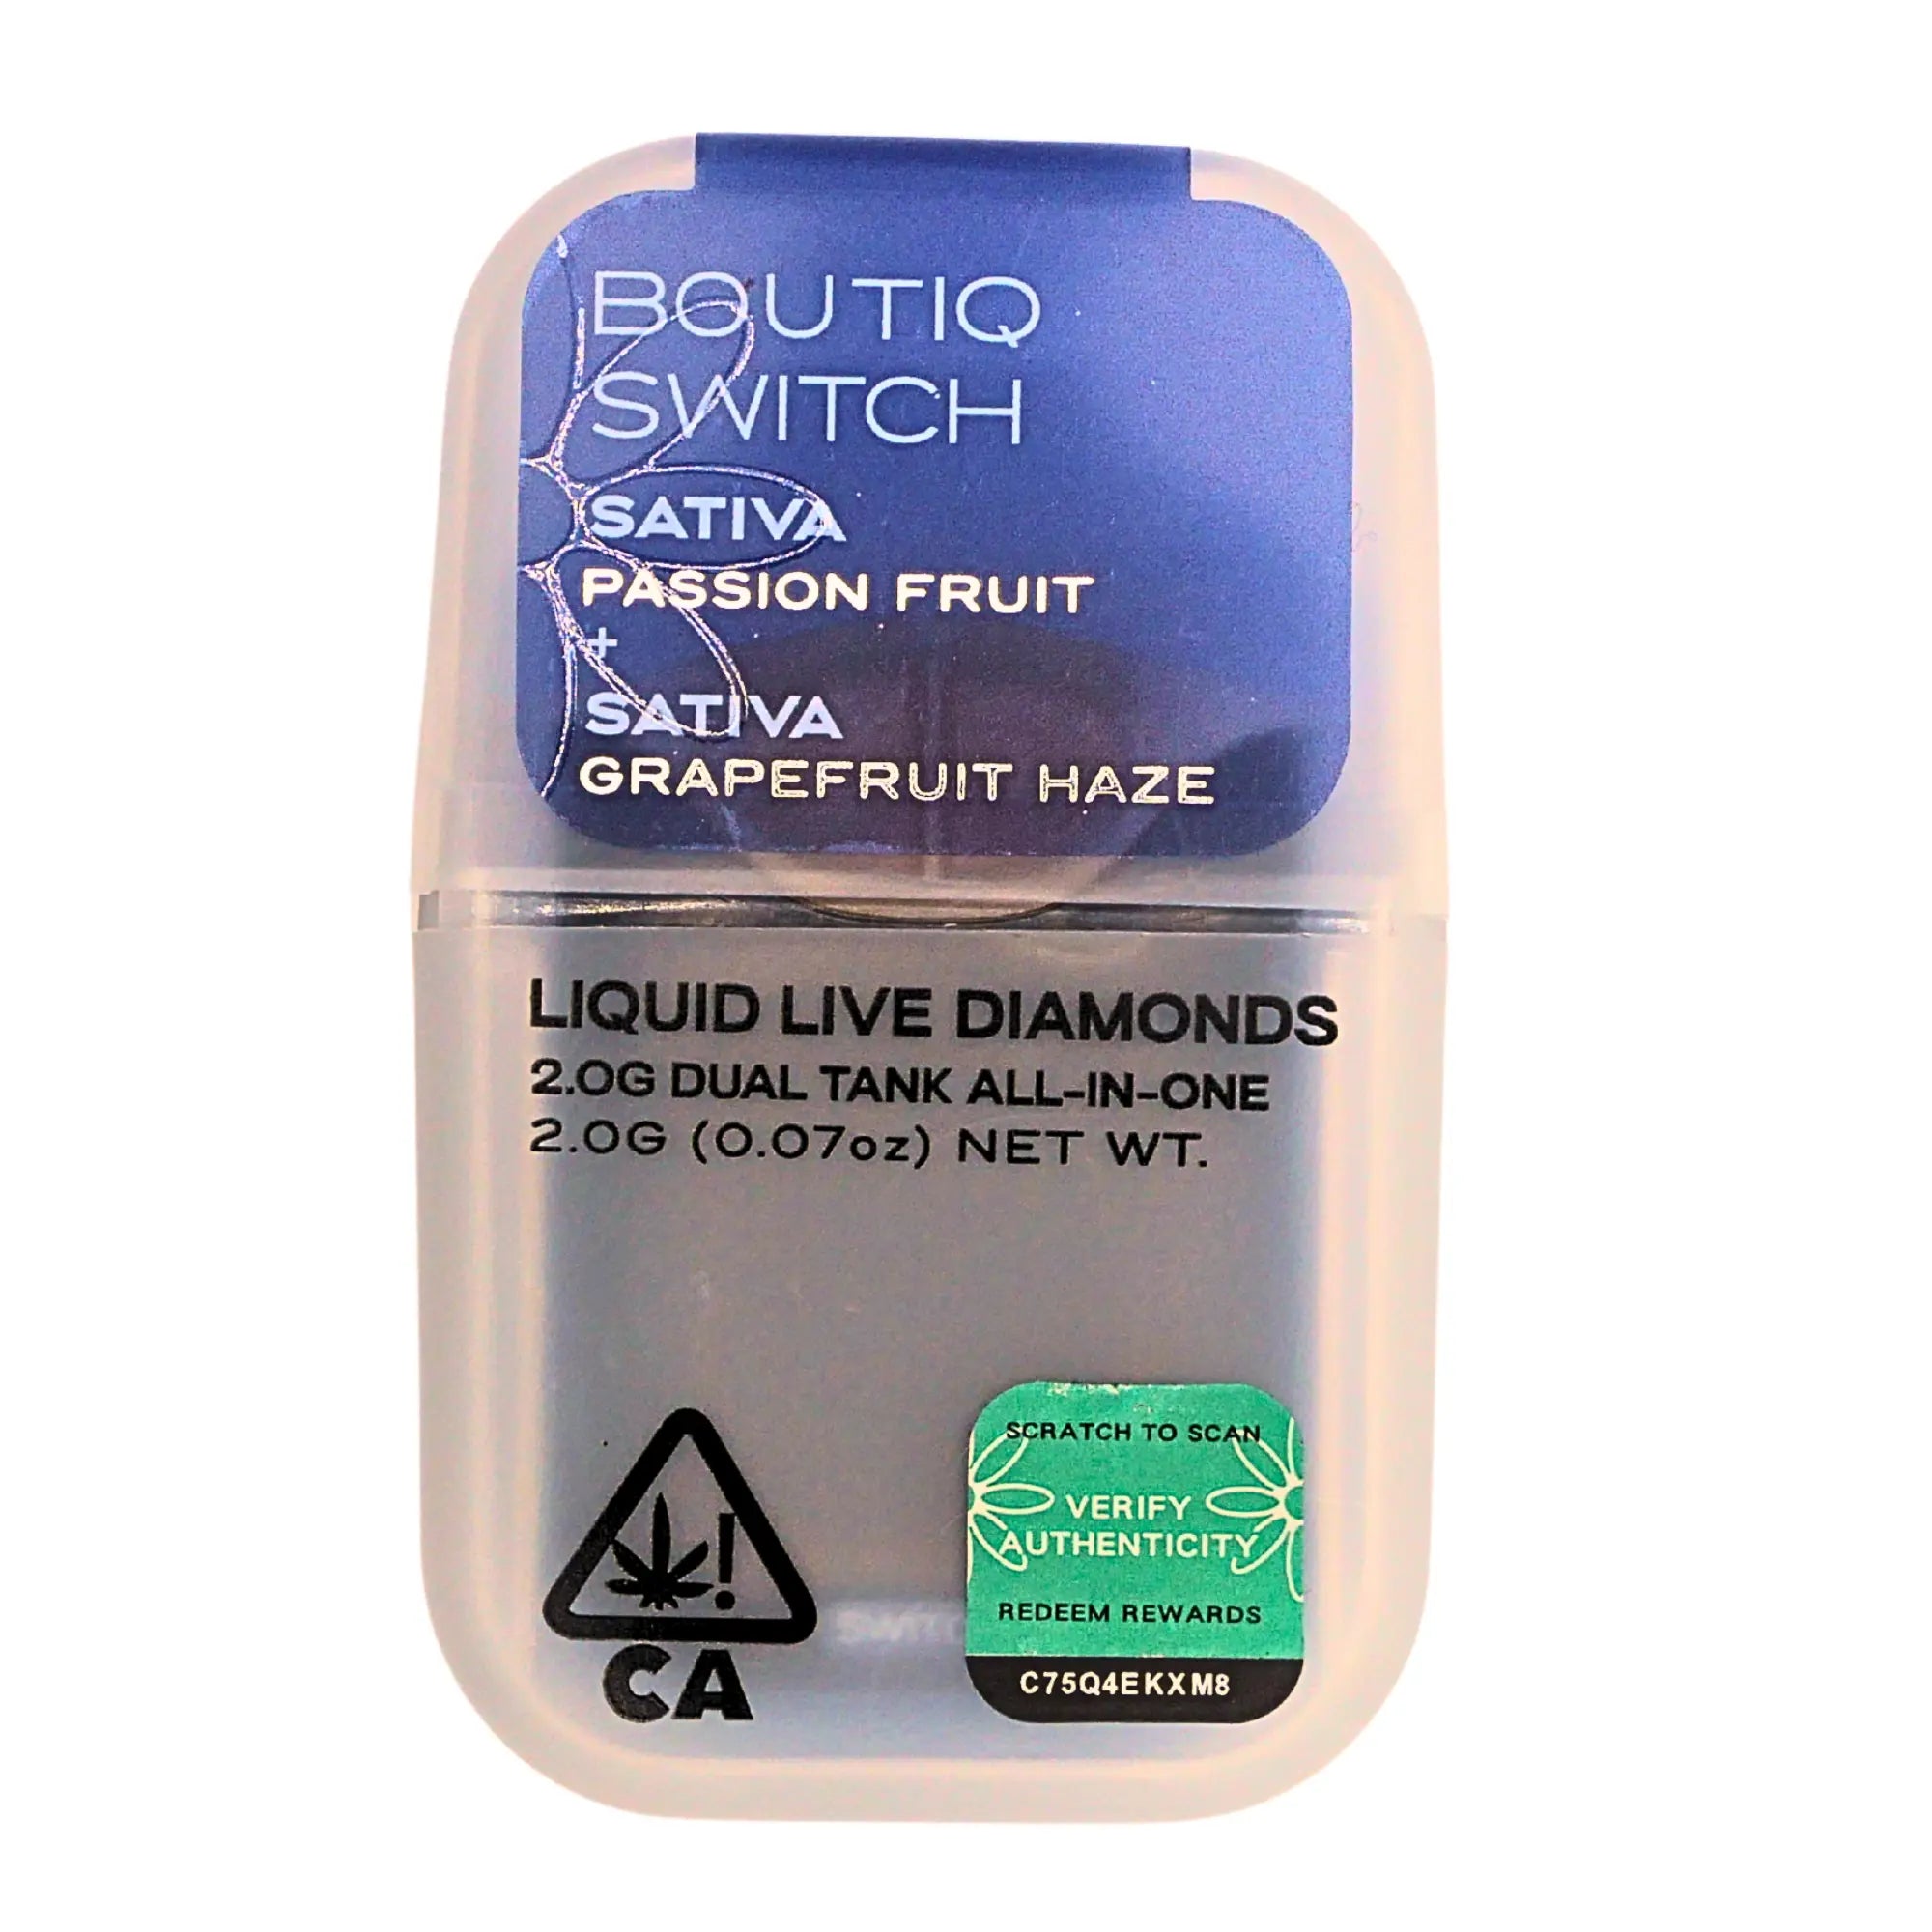 BOUTIQ
SWITCH
SATIVA
PASSION FRUIT
+
SATIVA
GRAPEFRUIT HAZE
LIQUID LIVE DIAMONDS
2.0G DUAL TANK ALL-IN-ONE
2.0G (0.07oz) NET WT.
CA
switch
SCRATCH TO SCAN
VERIFY
AUTHENTICITY
REDEEM REWARDS
C75Q4EKXM8